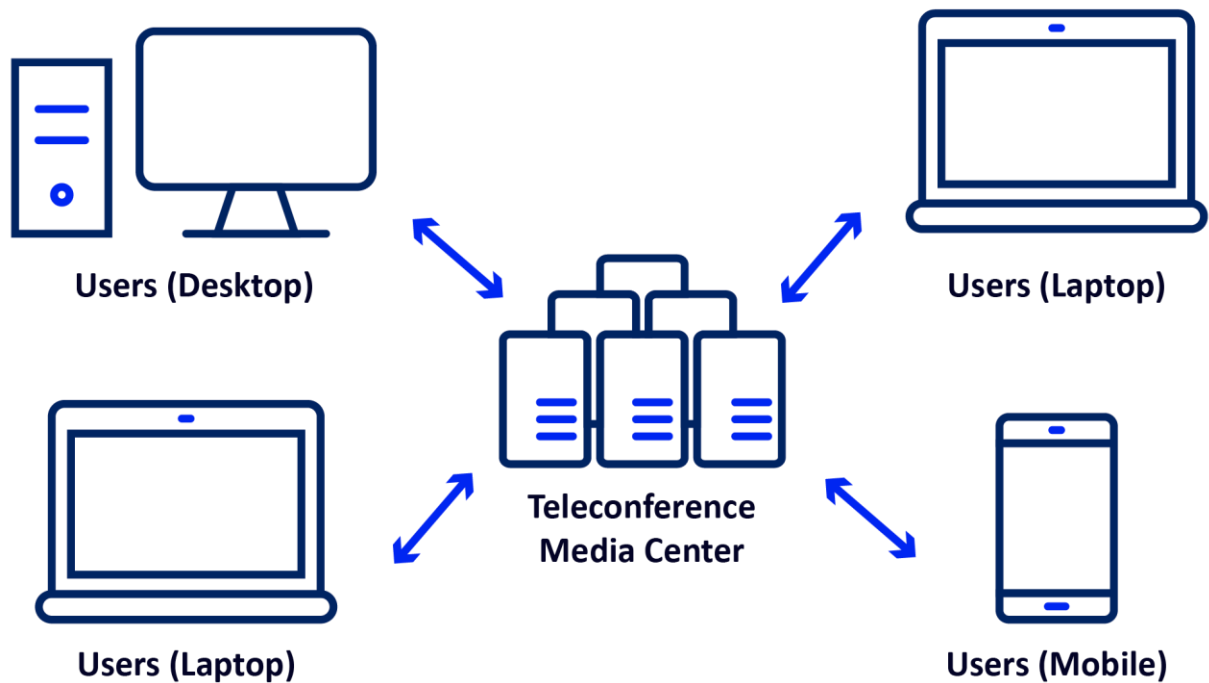 Users (Desktop)
Users (Laptop)
Teleconference
Media Center
Users (Laptop)
Users (Mobile)